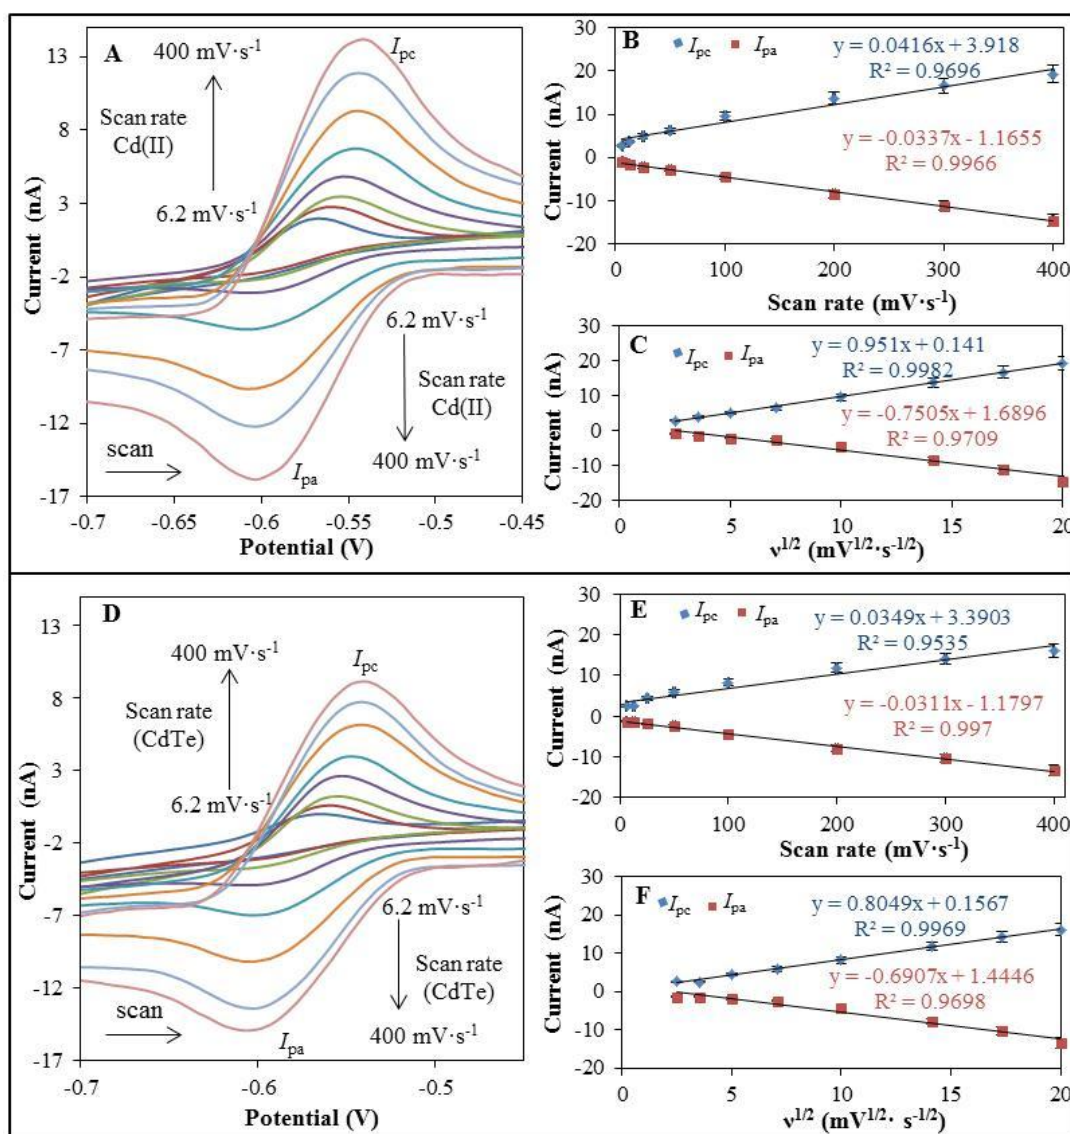 A
400 mV·s-1
Scan rate
Cd(II)
6.2 mV·s-1
Ipc
6.2 mV·s-1
Scan rate
Cd(II)
400 mV·s-1
scan
Ipa
Current (nA)
13
8
3
-2
-7
-12
-17
-0.7
-0.65
-0.6
-0.55
-0.5
-0.45
Potential (V)
B
Ipc
Ipa
y = 0.0416x + 3.918
R² = 0.9696
y = -0.0337x - 1.1655
R² = 0.9966
Current (nA)
30
20
10
0
-10
-20
0
100
200
300
400
Scan rate (mV·s-1)
C
Ipc
Ipa
y = 0.951x + 0.141
R² = 0.9982
y = -0.7505x + 1.6896
R² = 0.9709
Current (nA)
30
20
10
0
-10
-20
0
5
10
15
20
ν1/2 (mV1/2·s-1/2)
D
400 mV·s-1
Scan rate
(CdTe)
6.2 mV·s-1
Ipc
6.2 mV·s-1
Scan rate
(CdTe)
400 mV·s-1
scan
Ipa
Current (nA)
13
8
3
-2
-7
-12
-17
-0.7
-0.6
-0.5
Potential (V)
E
Ipc
Ipa
y = 0.0349x + 3.3903
R² = 0.9535
y = -0.0311x - 1.1797
R² = 0.997
Current (nA)
30
20
10
0
-10
-20
0
100
200
300
400
Scan rate (mV·s-1)
F
Ipc
Ipa
y = 0.8049x + 0.1567
R² = 0.9969
y = -0.6907x + 1.4446
R² = 0.9698
Current (nA)
30
20
10
0
-10
-20
0
5
10
15
20
ν1/2 (mV1/2· s-1/2)